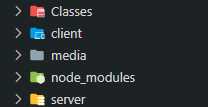 Classes
client
media
node_modules
server